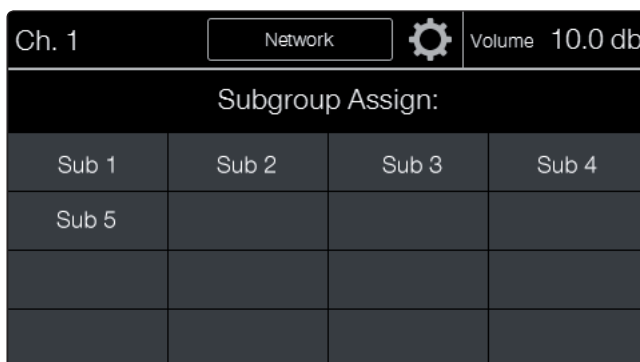 Ch. 1 Network Volume 10.0 db
Subgroup Assign:
Sub 1 Sub 2 Sub 3 Sub 4
Sub 5